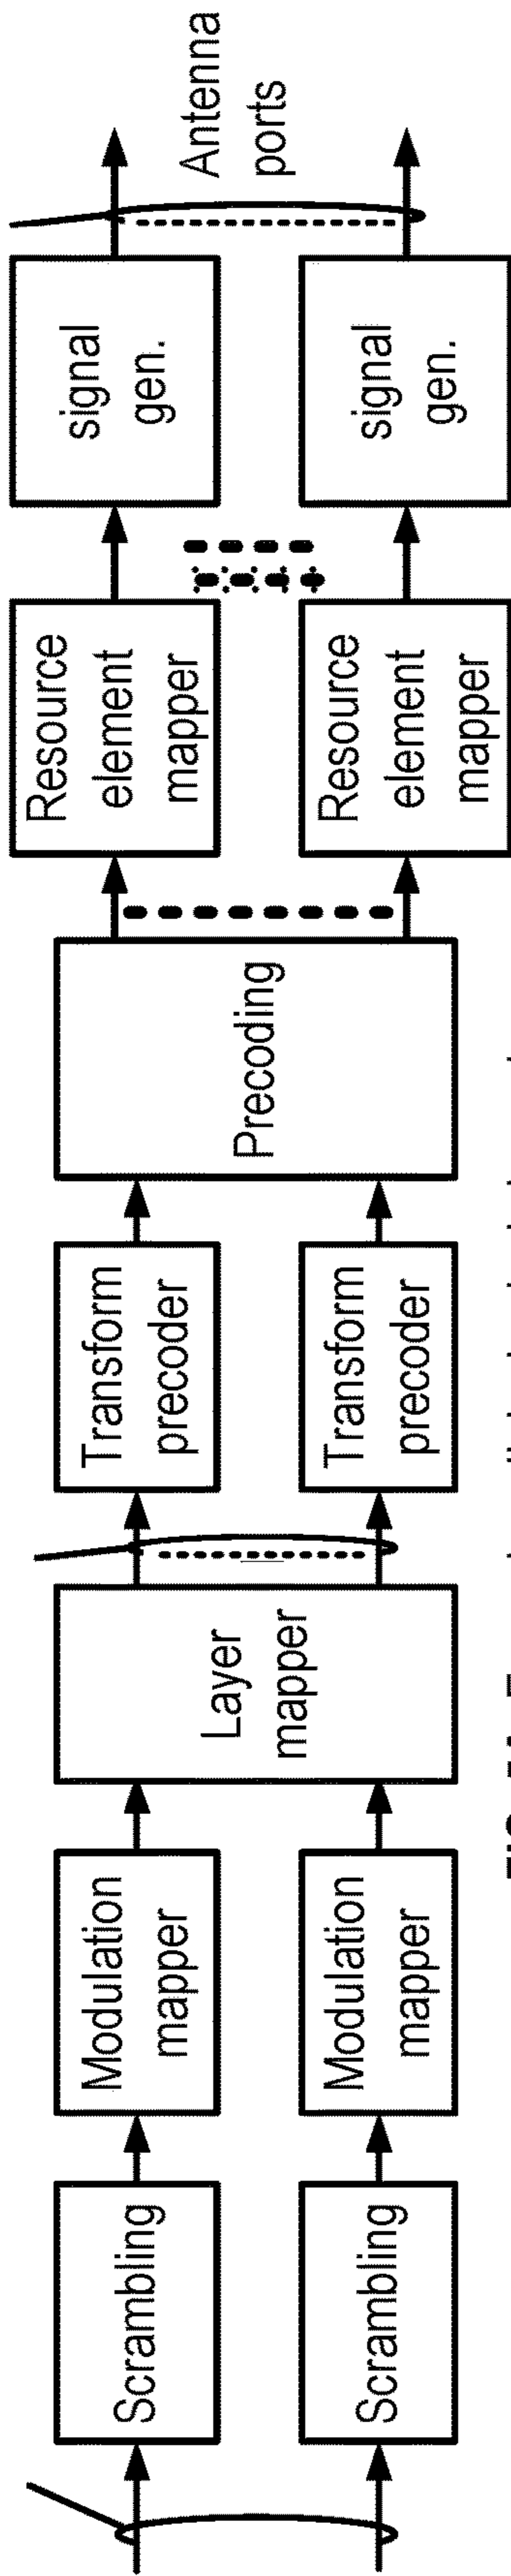 Scrambling
Modulation
mapper
Layer
mapper
Transform
precoder
Precoding
Resource
element
mapper
signal
gen.
Antenna
ports
Scrambling
Modulation
mapper
Transform
precoder
Resource
element
mapper
signal
gen.